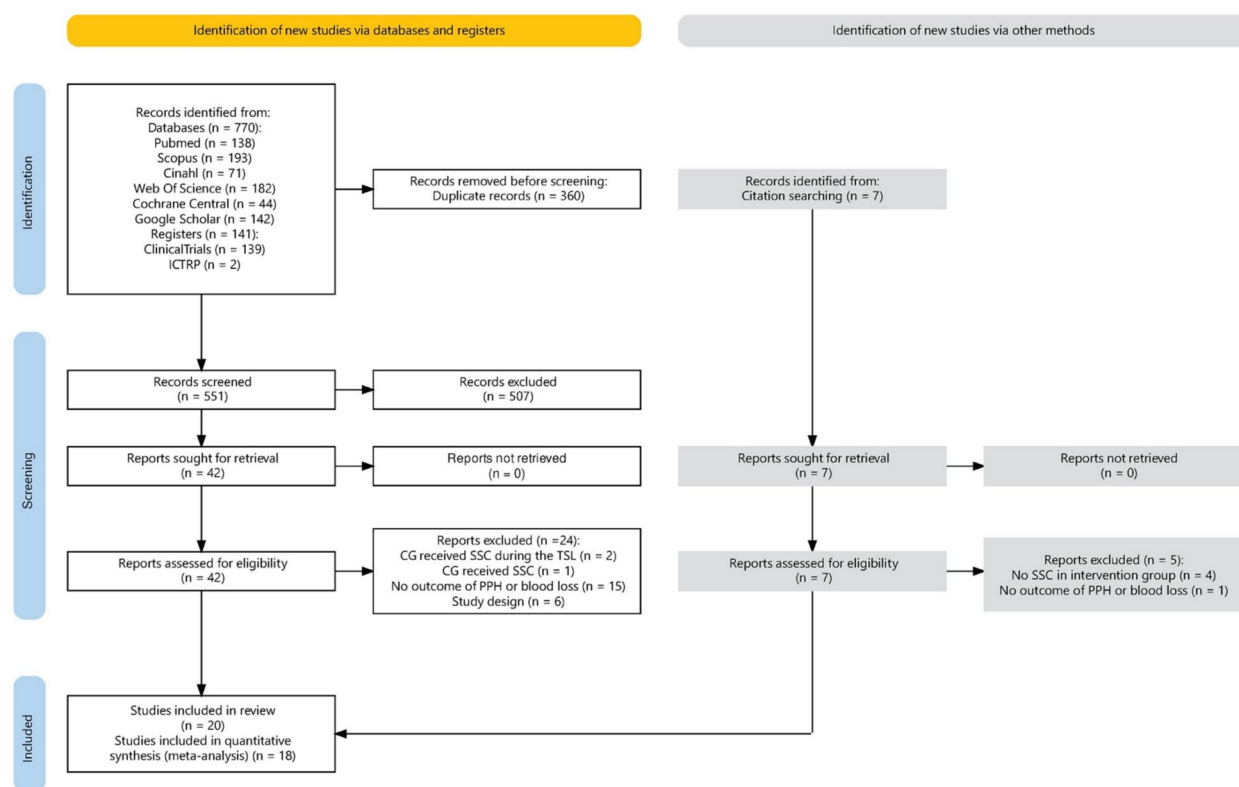 Identification of new studies via databases and registers
Identification of new studies via other methods
Identification
Records identified from:
Databases (n = 770):
Pubmed (n = 138)
Scopus (n = 193)
Cinahl (n = 71)
Web Of Science (n = 182)
Cochrane Central (n = 44)
Google Scholar (n = 142)
Registers (n = 141):
ClinicalTrials (n = 139)
ICTRP (n = 2)
Records removed before screening:
Duplicate records (n = 360)
Records identified from:
Citation searching (n = 7)
Screening
Records screened
(n = 551)
Records excluded
(n = 507)
Reports sought for retrieval
(n = 42)
Reports not retrieved
(n = 0)
Reports sought for retrieval
(n = 7)
Reports not retrieved
(n = 0)
Reports assessed for eligibility
(n = 42)
Reports excluded (n =24):
CG received SSC during the TSL (n = 2)
CG received SSC (n = 1)
No outcome of PPH or blood loss (n = 15)
Study design (n = 6)
Reports assessed for eligibility
(n = 7)
Reports excluded (n = 5):
No SSC in intervention group (n = 4)
No outcome of PPH or blood loss (n = 1)
Included
Studies included in review
(n = 20)
Studies included in quantitative
synthesis (meta-analysis) (n = 18)